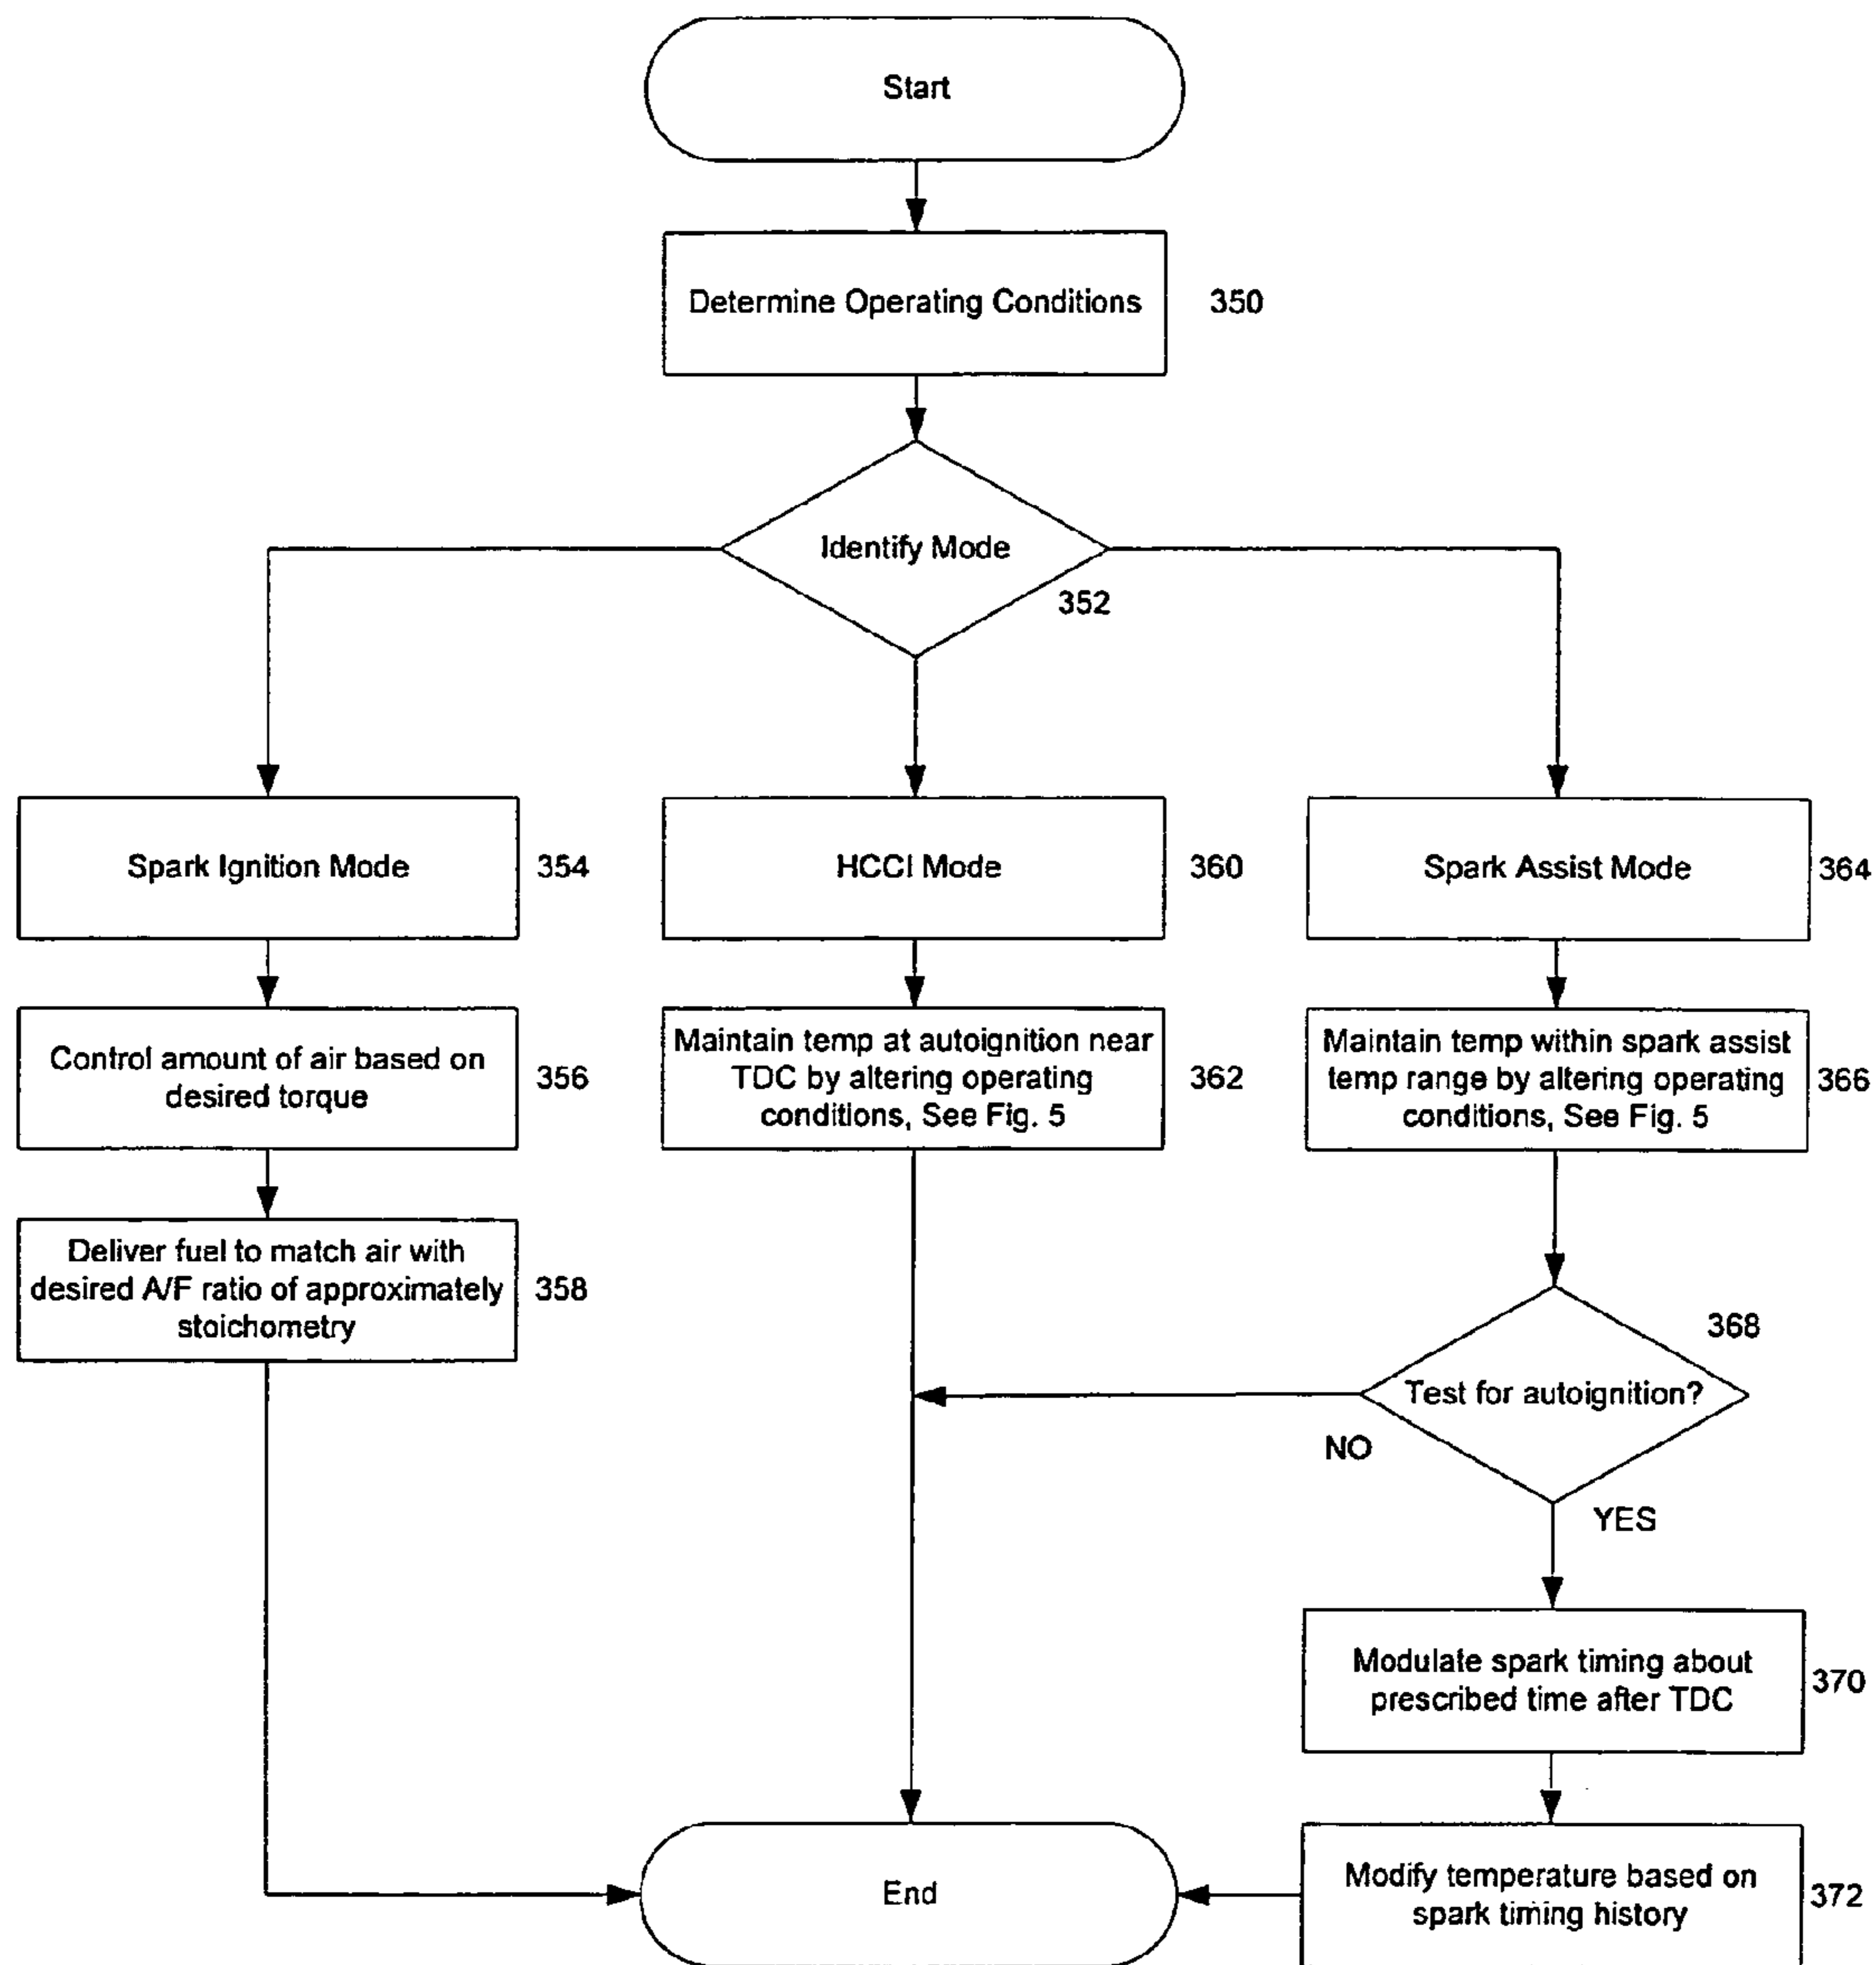 Start
Determine Operating Conditions
350
Identify Mode
352
Spark Ignition Mode
354
HCCI Mode
360
Spark Assist Mode
364
Control amount of air based on
desired torque
356
Maintain temp at autoignition near
TDC by altering operating
conditions, See Fig. 5
362
Maintain temp within spark assist
temp range by altering operating
conditions, See Fig. 5
366
Deliver fuel to match air with
desired A/F ratio of approximately
stoichometry
358
368
Test for autoignition?
NO
YES
Modulate spark timing about
prescribed time after TDC
370
End
Modify temperature based on
spark timing history
372